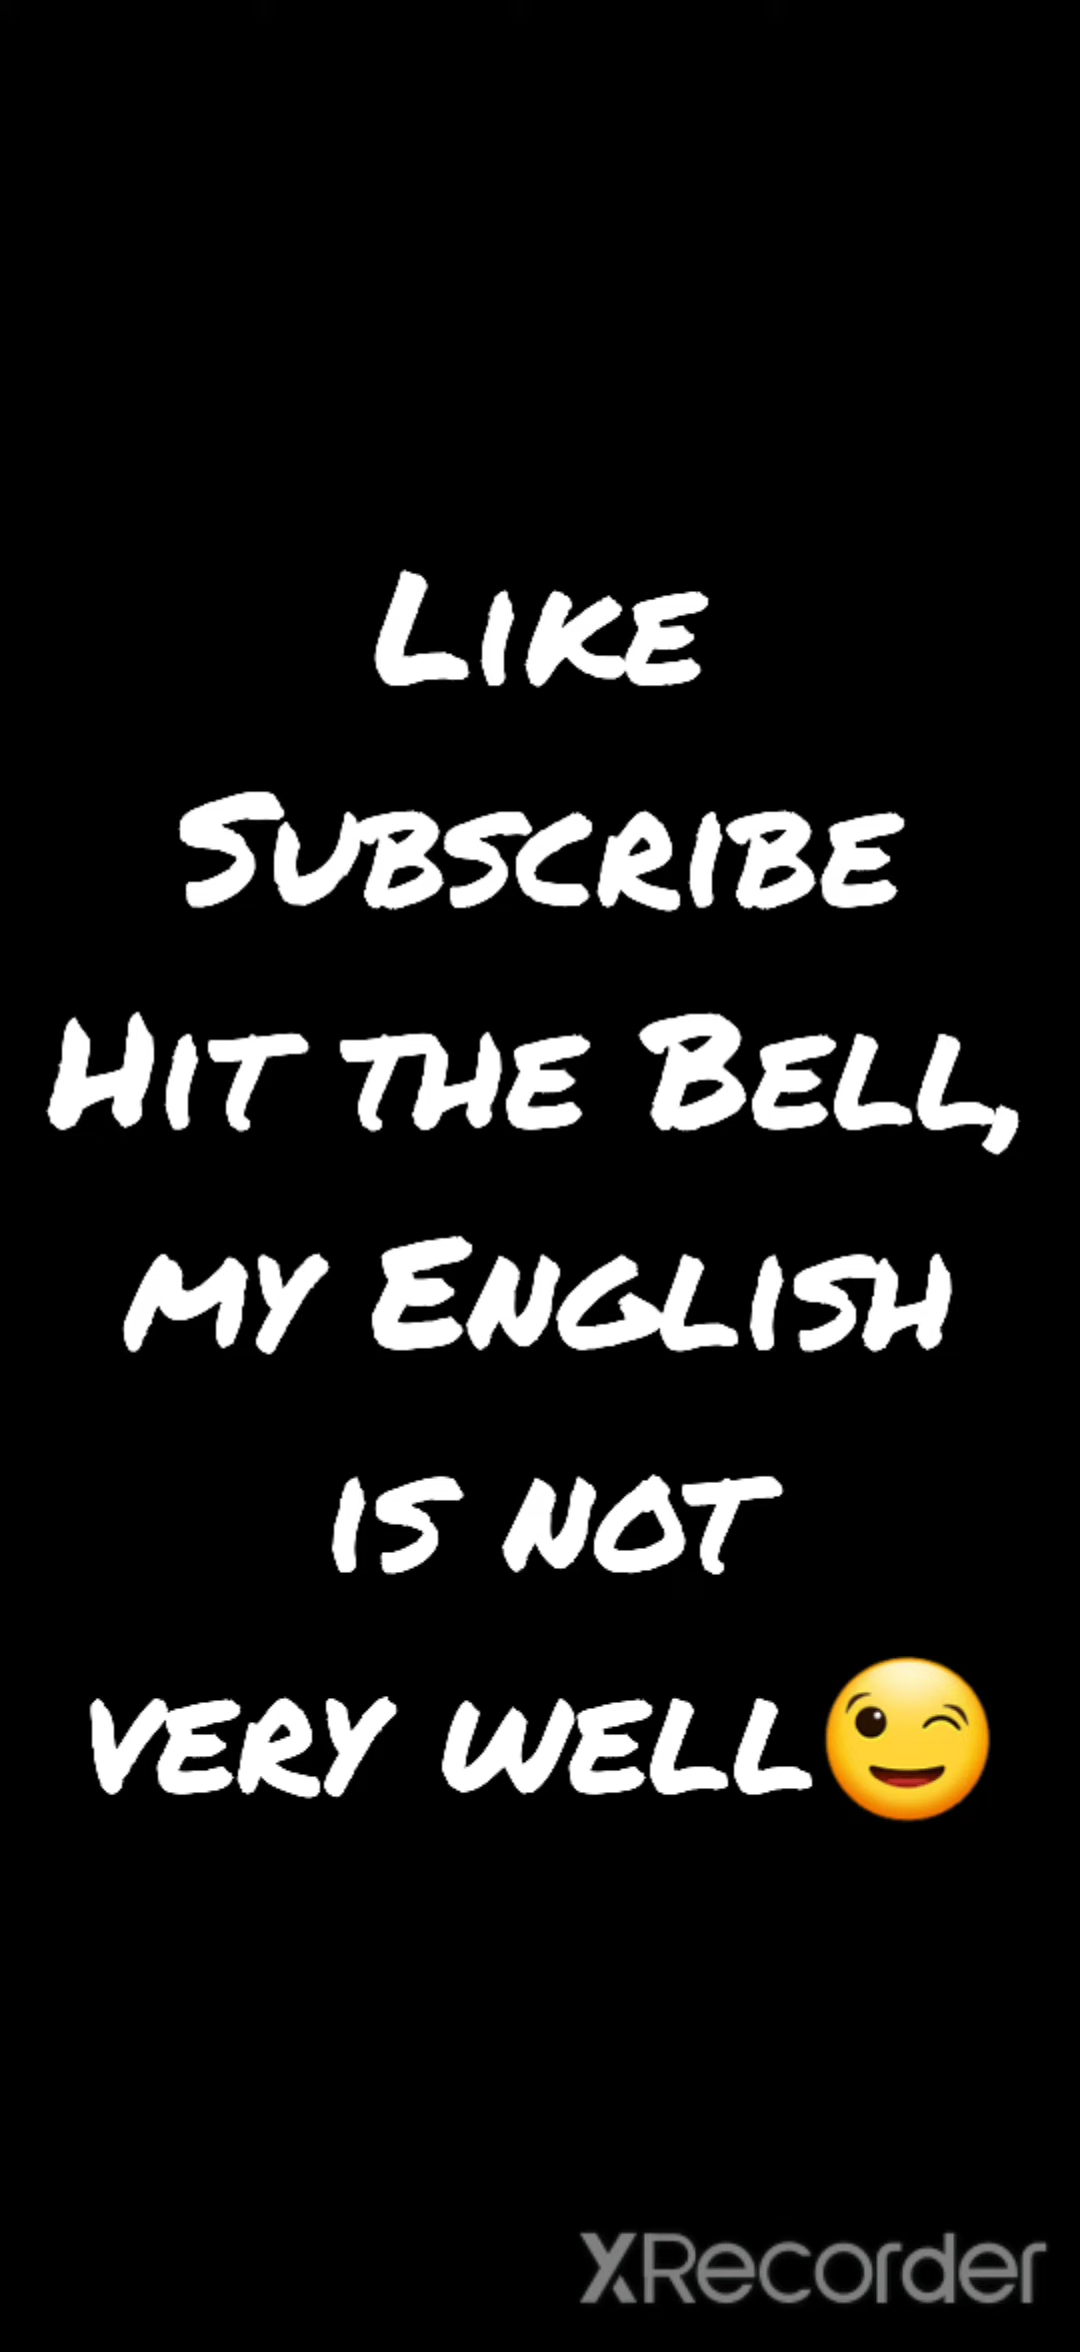 Like
Subscribe
Hit the Bell,
my English
is not
very well😉
XRecorder